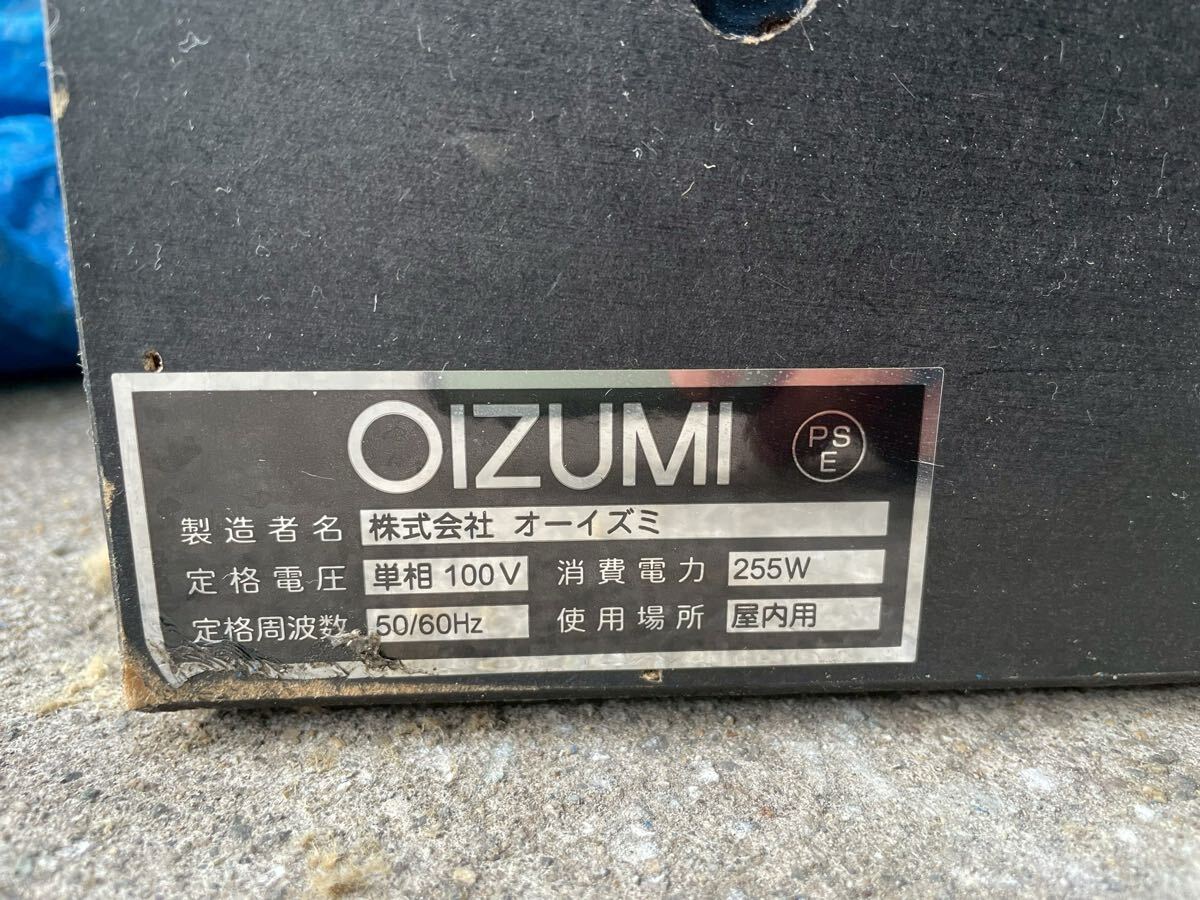 OIZUMI
PS
E
製造者名 株式会社 オーイズミ
定格電圧 単相 100V 消費電力 255W
定格周波数 50/60Hz 使用場所 屋内用